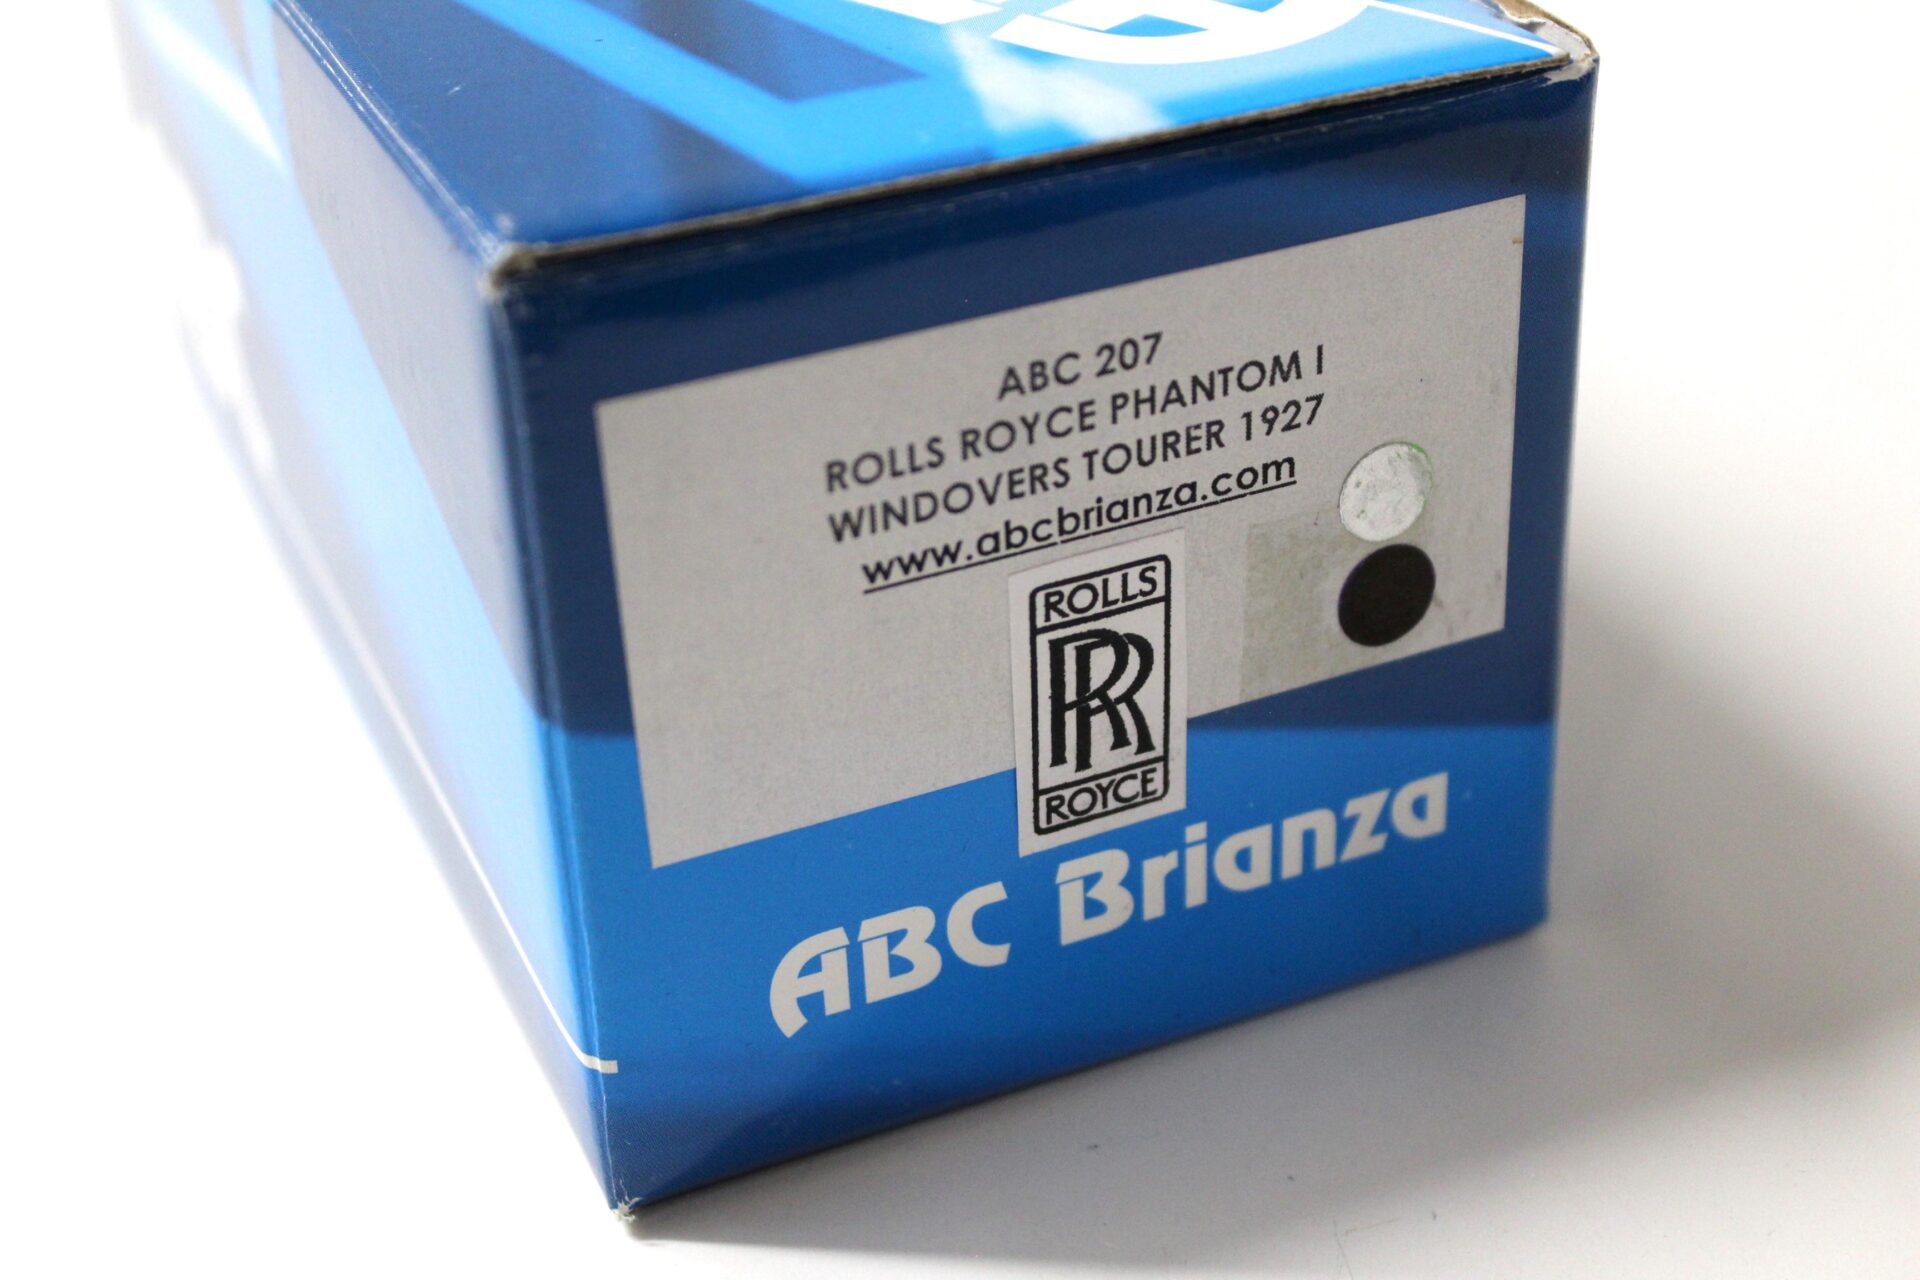 ABC 207
ROLLS ROYCE PHANTOM I
WINDOVERS TOURER 1927
www.abcbrianza.com
ROLLS
RR
ROYCE
ABC Brianza